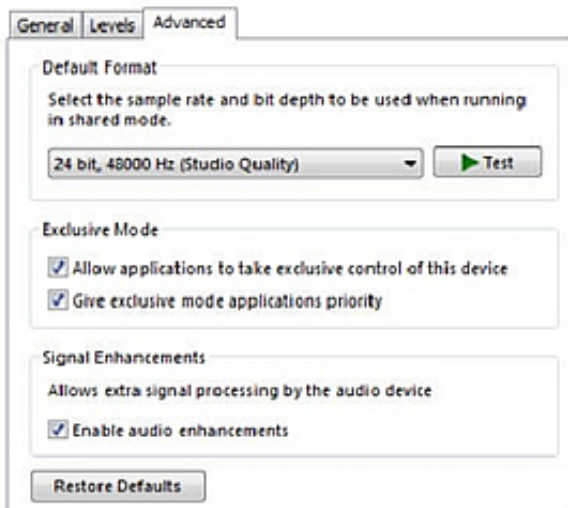 General Levels Advanced
Default Format
Select the sample rate and bit depth to be used when running
in shared mode.
24 bit, 48000 Hz (Studio Quality) Test
Exclusive Mode
Allow applications to take exclusive control of this device
Give exclusive mode applications priority
Signal Enhancements
Allows extra signal processing by the audio device
Enable audio enhancements
Restore Defaults